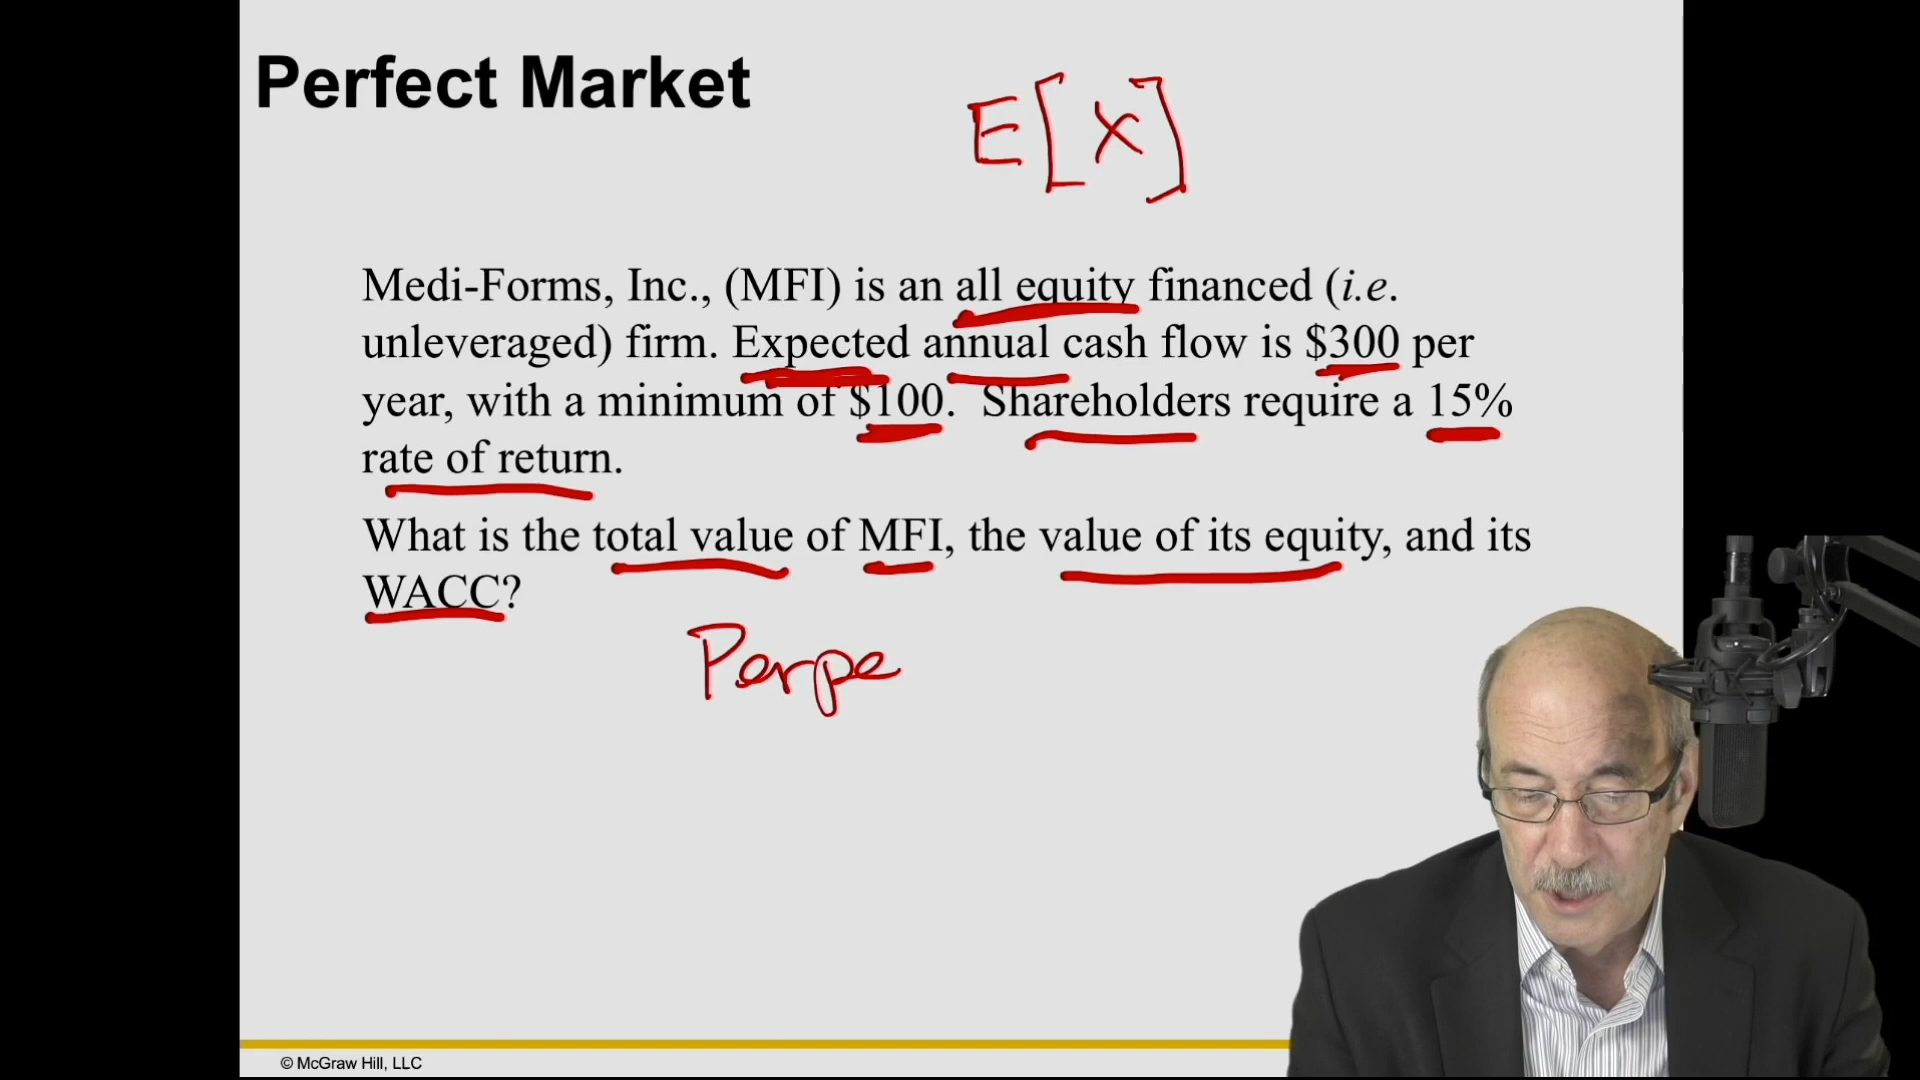 Perfect Market
E[X]
Medi-Forms, Inc., (MFI) is an all equity financed (i.e.
unleveraged) firm. Expected annual cash flow is $300 per
year, with a minimum of $100. Shareholders require a 15%
rate of return.
What is the total value of MFI, the value of its equity, and its
WACC?
Perpe
© McGraw Hill, LLC